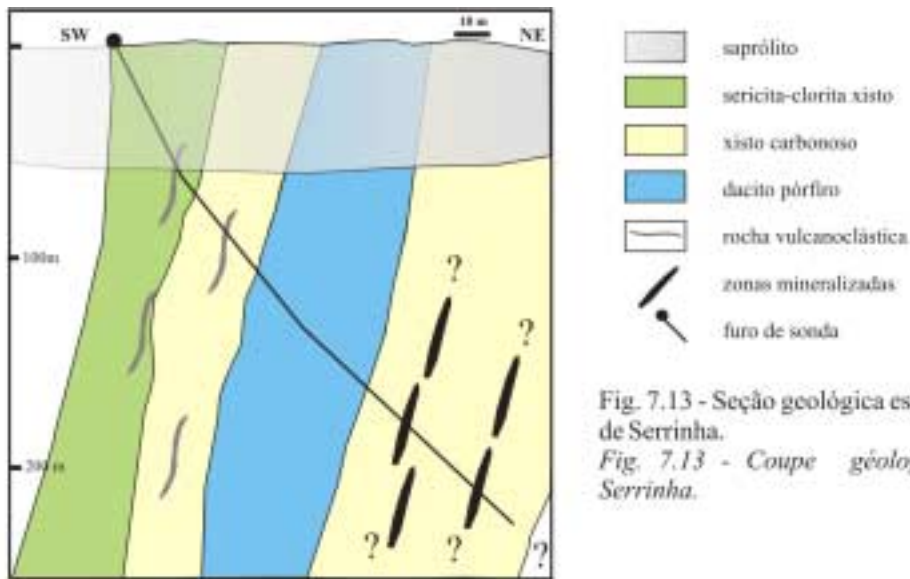 SW
10 m
NE
100m
200 m
?
?
?
?
?
saprólito
sericita-clorita xisto
xisto carbonoso
dacito pórfiro
rocha vulcanoclástica
zonas mineralizadas
furo de sonda
Fig. 7.13 - Seção geológica es
de Serrinha.
Fig. 7.13 - Coupe géolo
Serrinha.